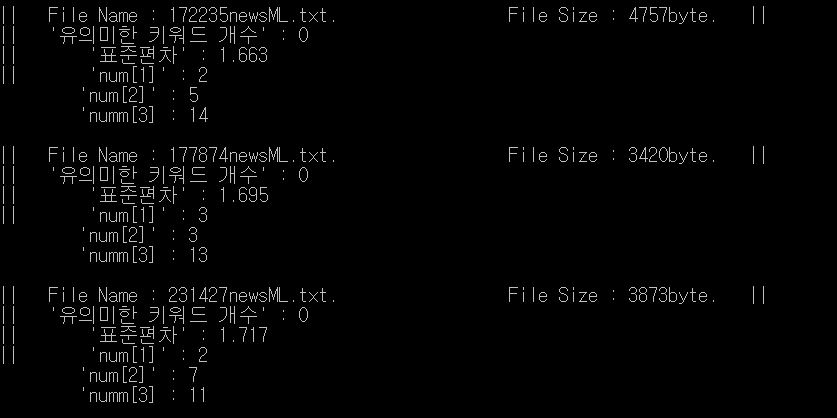 ||   File Name : 172235newsML.txt.                 File Size : 4757byte.   ||
||   '유의미한 키워드 개수' : 0
||       '표준편차' : 1.663
||       'num[1]' : 2
        'num[2]' : 5
        'numm[3] : 14
||   File Name : 177874newsML.txt.                 File Size : 3420byte.   ||
||   '유의미한 키워드 개수' : 0
||       '표준편차' : 1.695
||       'num[1]' : 3
        'num[2]' : 3
        'numm[3] : 13
||   File Name : 231427newsML.txt.                 File Size : 3873byte.   ||
||   '유의미한 키워드 개수' : 0
||       '표준편차' : 1.717
||       'num[1]' : 2
        'num[2]' : 7
        'numm[3] : 11